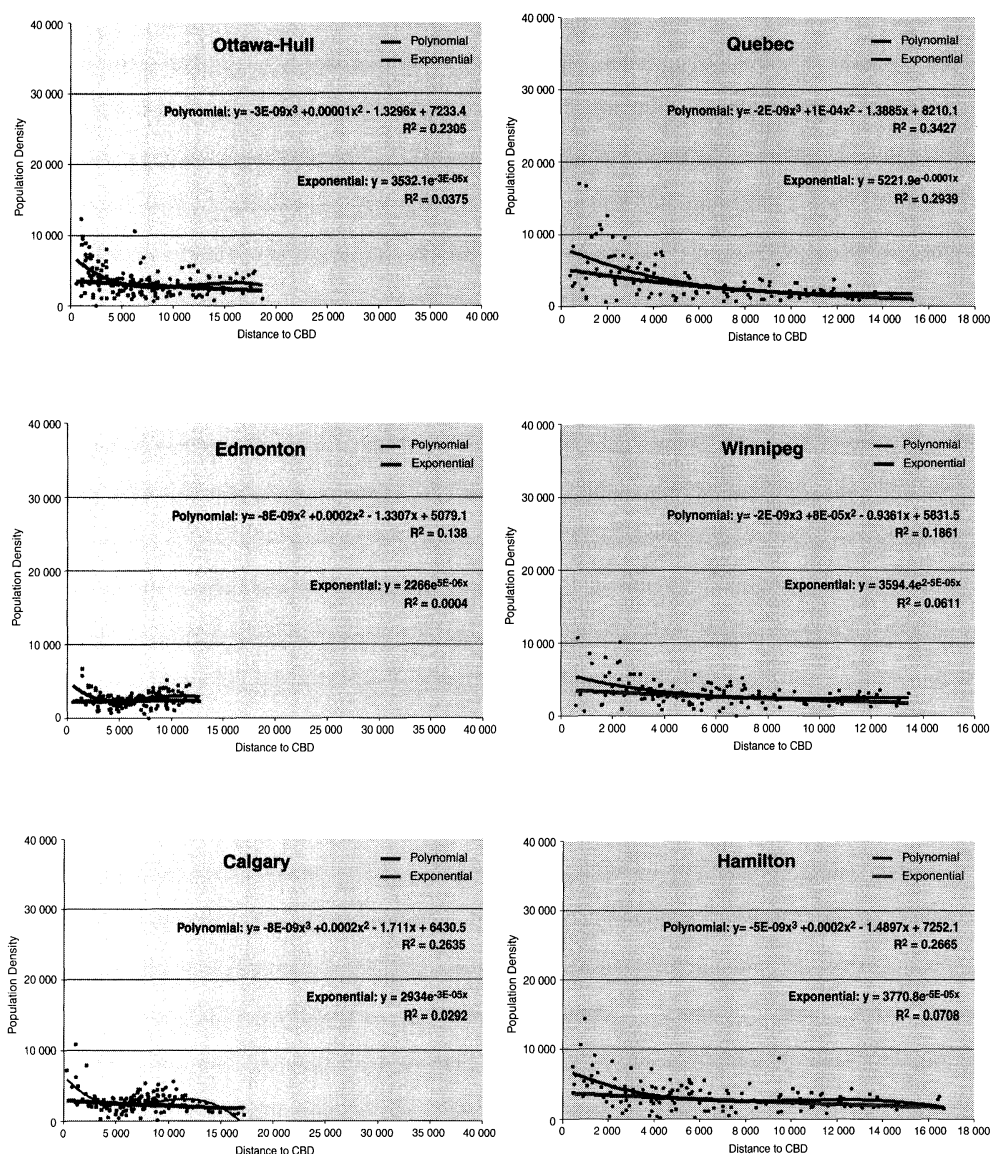 Ottawa-Hull
Polynomial
Exponential
Polynomial: y= -3E-09x³ +0.00001x² - 1.3296x + 7233.4
R² = 0.2305
Exponential: y = 3532.1e^-3E-05x
R² = 0.0375
Population Density
40 000
30 000
20 000
10 000
0
0 5 000 10 000 15 000 20 000 25 000 30 000 35 000 40 000
Distance to CBD
Quebec
Polynomial
Exponential
Polynomial: y= -2E-09x³ +1E-04x² - 1.3885x + 8210.1
R² = 0.3427
Exponential: y = 5221.9e^-0.0001x
R² = 0.2939
Population Density
40 000
30 000
20 000
10 000
0
0 2 000 4 000 6 000 8 000 10 000 12 000 14 000 16 000 18 000
Distance to CBD
Edmonton
Polynomial
Exponential
Polynomial: y= -8E-09x² +0.0002x² - 1.3307x + 5079.1
R² = 0.138
Exponential: y = 2266e^5E-06x
R² = 0.0004
Population Density
40 000
30 000
20 000
10 000
0
0 5 000 10 000 15 000 20 000 25 000 30 000 35 000 40 000
Distance to CBD
Winnipeg
Polynomial
Exponential
Polynomial: y= -2E-09x3 +8E-05x² - 0.9361x + 5831.5
R² = 0.1861
Exponential: y = 3594.4e^2-5E-05x
R² = 0.0611
Population Density
40 000
30 000
20 000
10 000
0
0 2 000 4 000 6 000 8 000 10 000 12 000 14 000 16 000
Distance to CBD
Calgary
Polynomial
Exponential
Polynomial: y= -8E-09x³ +0.0002x² - 1.711x + 6430.5
R² = 0.2635
Exponential: y = 2934e^-3E-05x
R² = 0.0292
Population Density
40 000
30 000
20 000
10 000
0
0 5 000 10 000 15 000 20 000 25 000 30 000 35 000 40 000
Distance to CBD
Hamilton
Polynomial
Exponential
Polynomial: y= -5E-09x³ +0.0002x² - 1.4897x + 7252.1
R² = 0.2665
Exponential: y = 3770.8e^-5E-05x
R² = 0.0708
Population Density
40 000
30 000
20 000
10 000
0
0 2 000 4 000 6 000 8 000 10 000 12 000 14 000 16 000 18 000
Distance to CBD